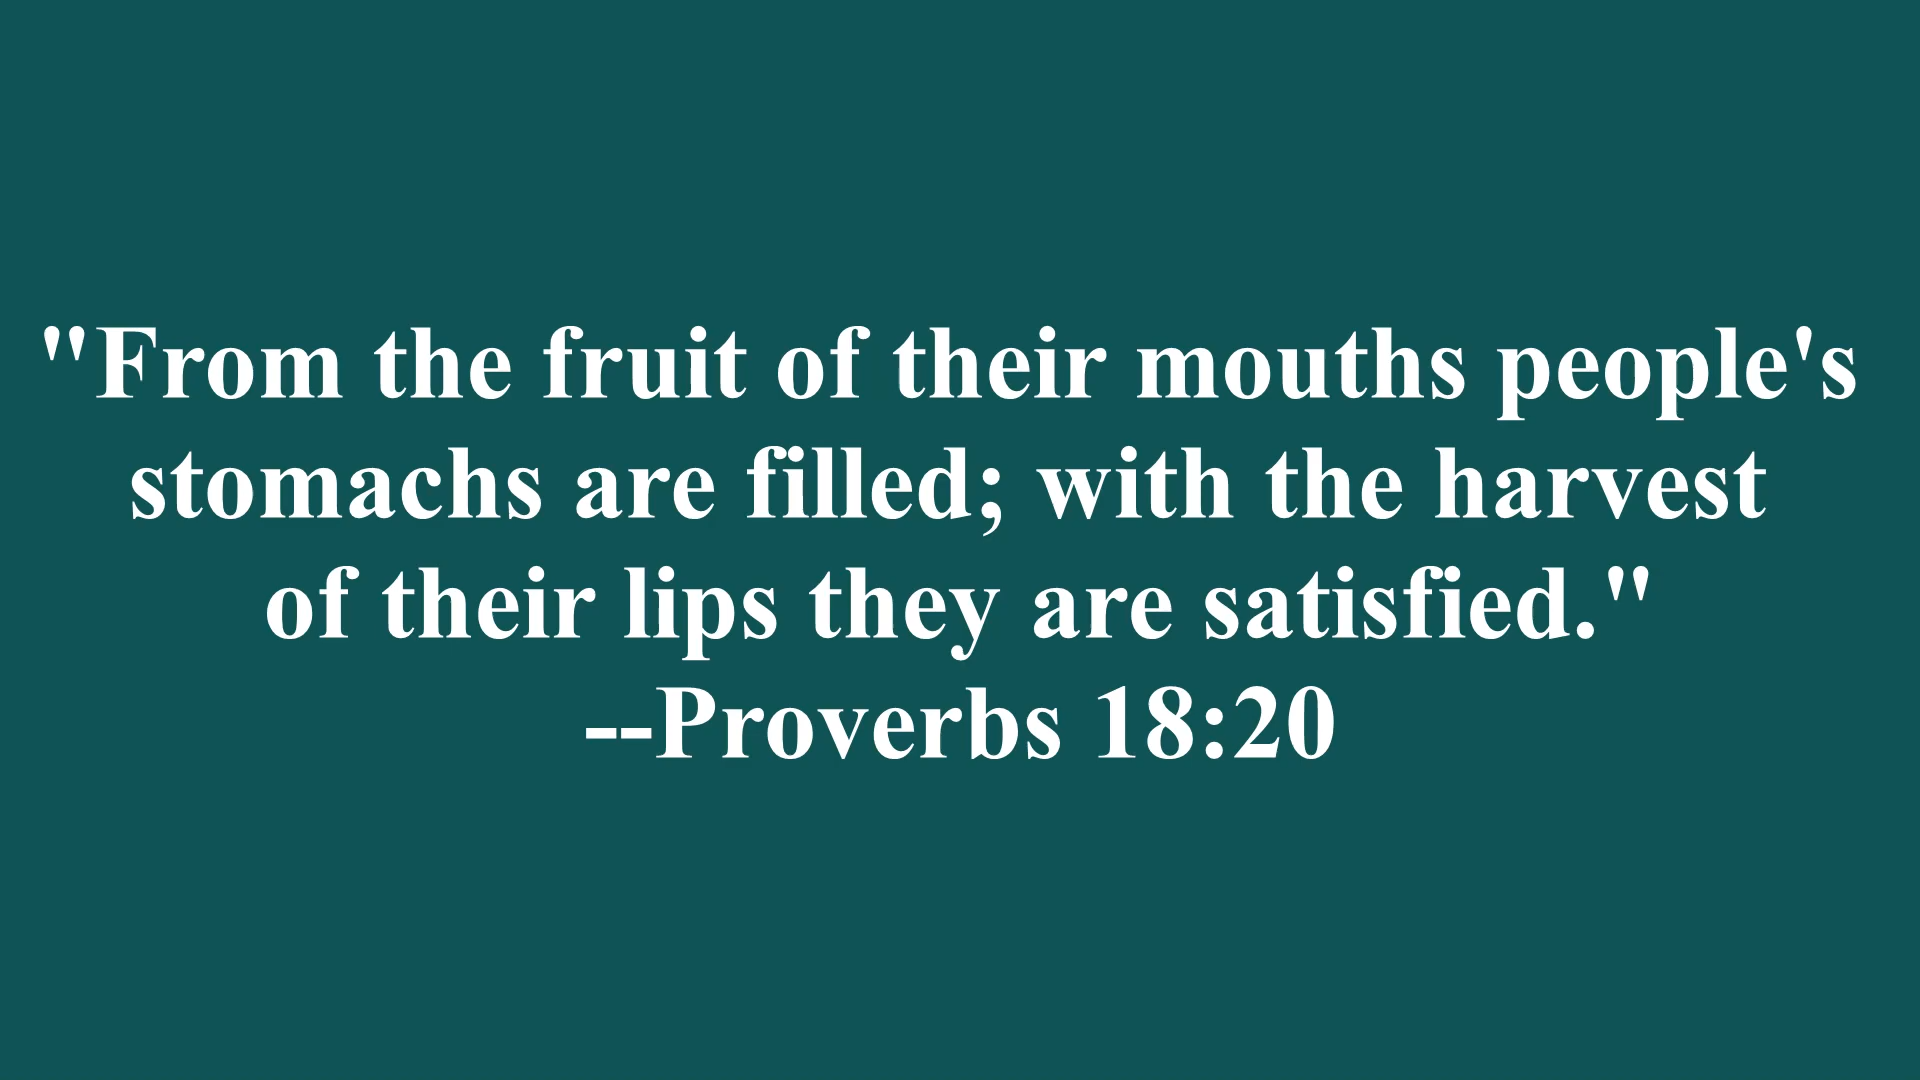 "From the fruit of their mouths people's
stomachs are filled; with the harvest
of their lips they are satisfied."
--Proverbs 18:20